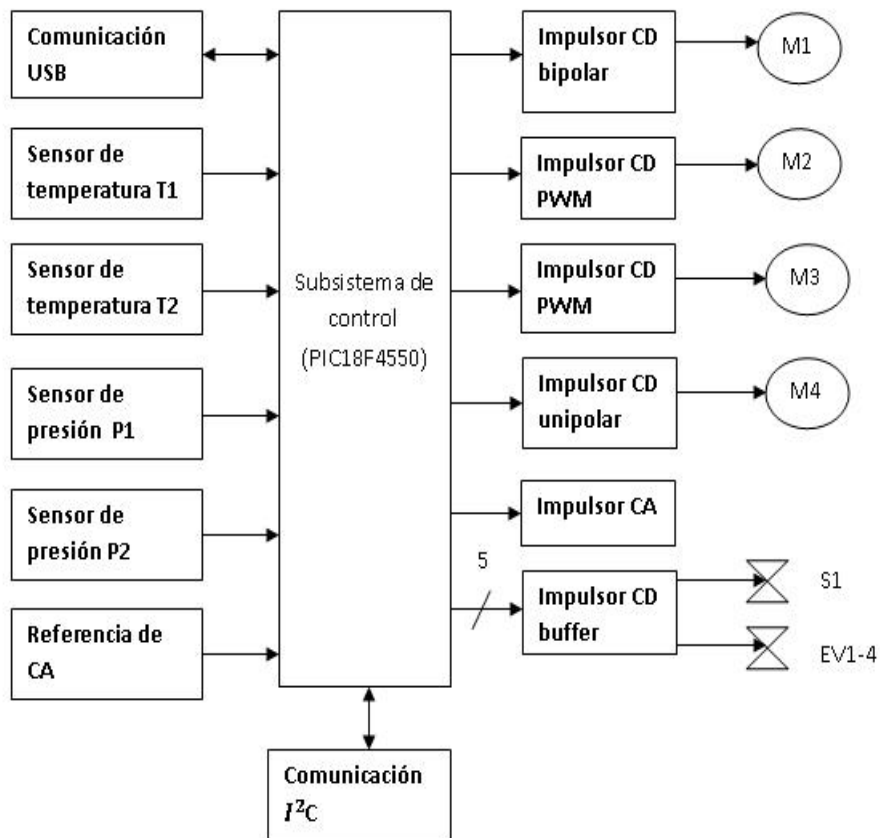 Comunicación
USB
Sensor de
temperatura T1
Sensor de
temperatura T2
Sensor de
presión P1
Sensor de
presión P2
Referencia de
CA
Subsistema de
control
(PIC18F4550)
Comunicación
I²C
Impulsor CD
bipolar
M1
Impulsor CD
PWM
M2
Impulsor CD
PWM
M3
Impulsor CD
unipolar
M4
Impulsor CA
5
Impulsor CD
buffer
S1
EV1-4